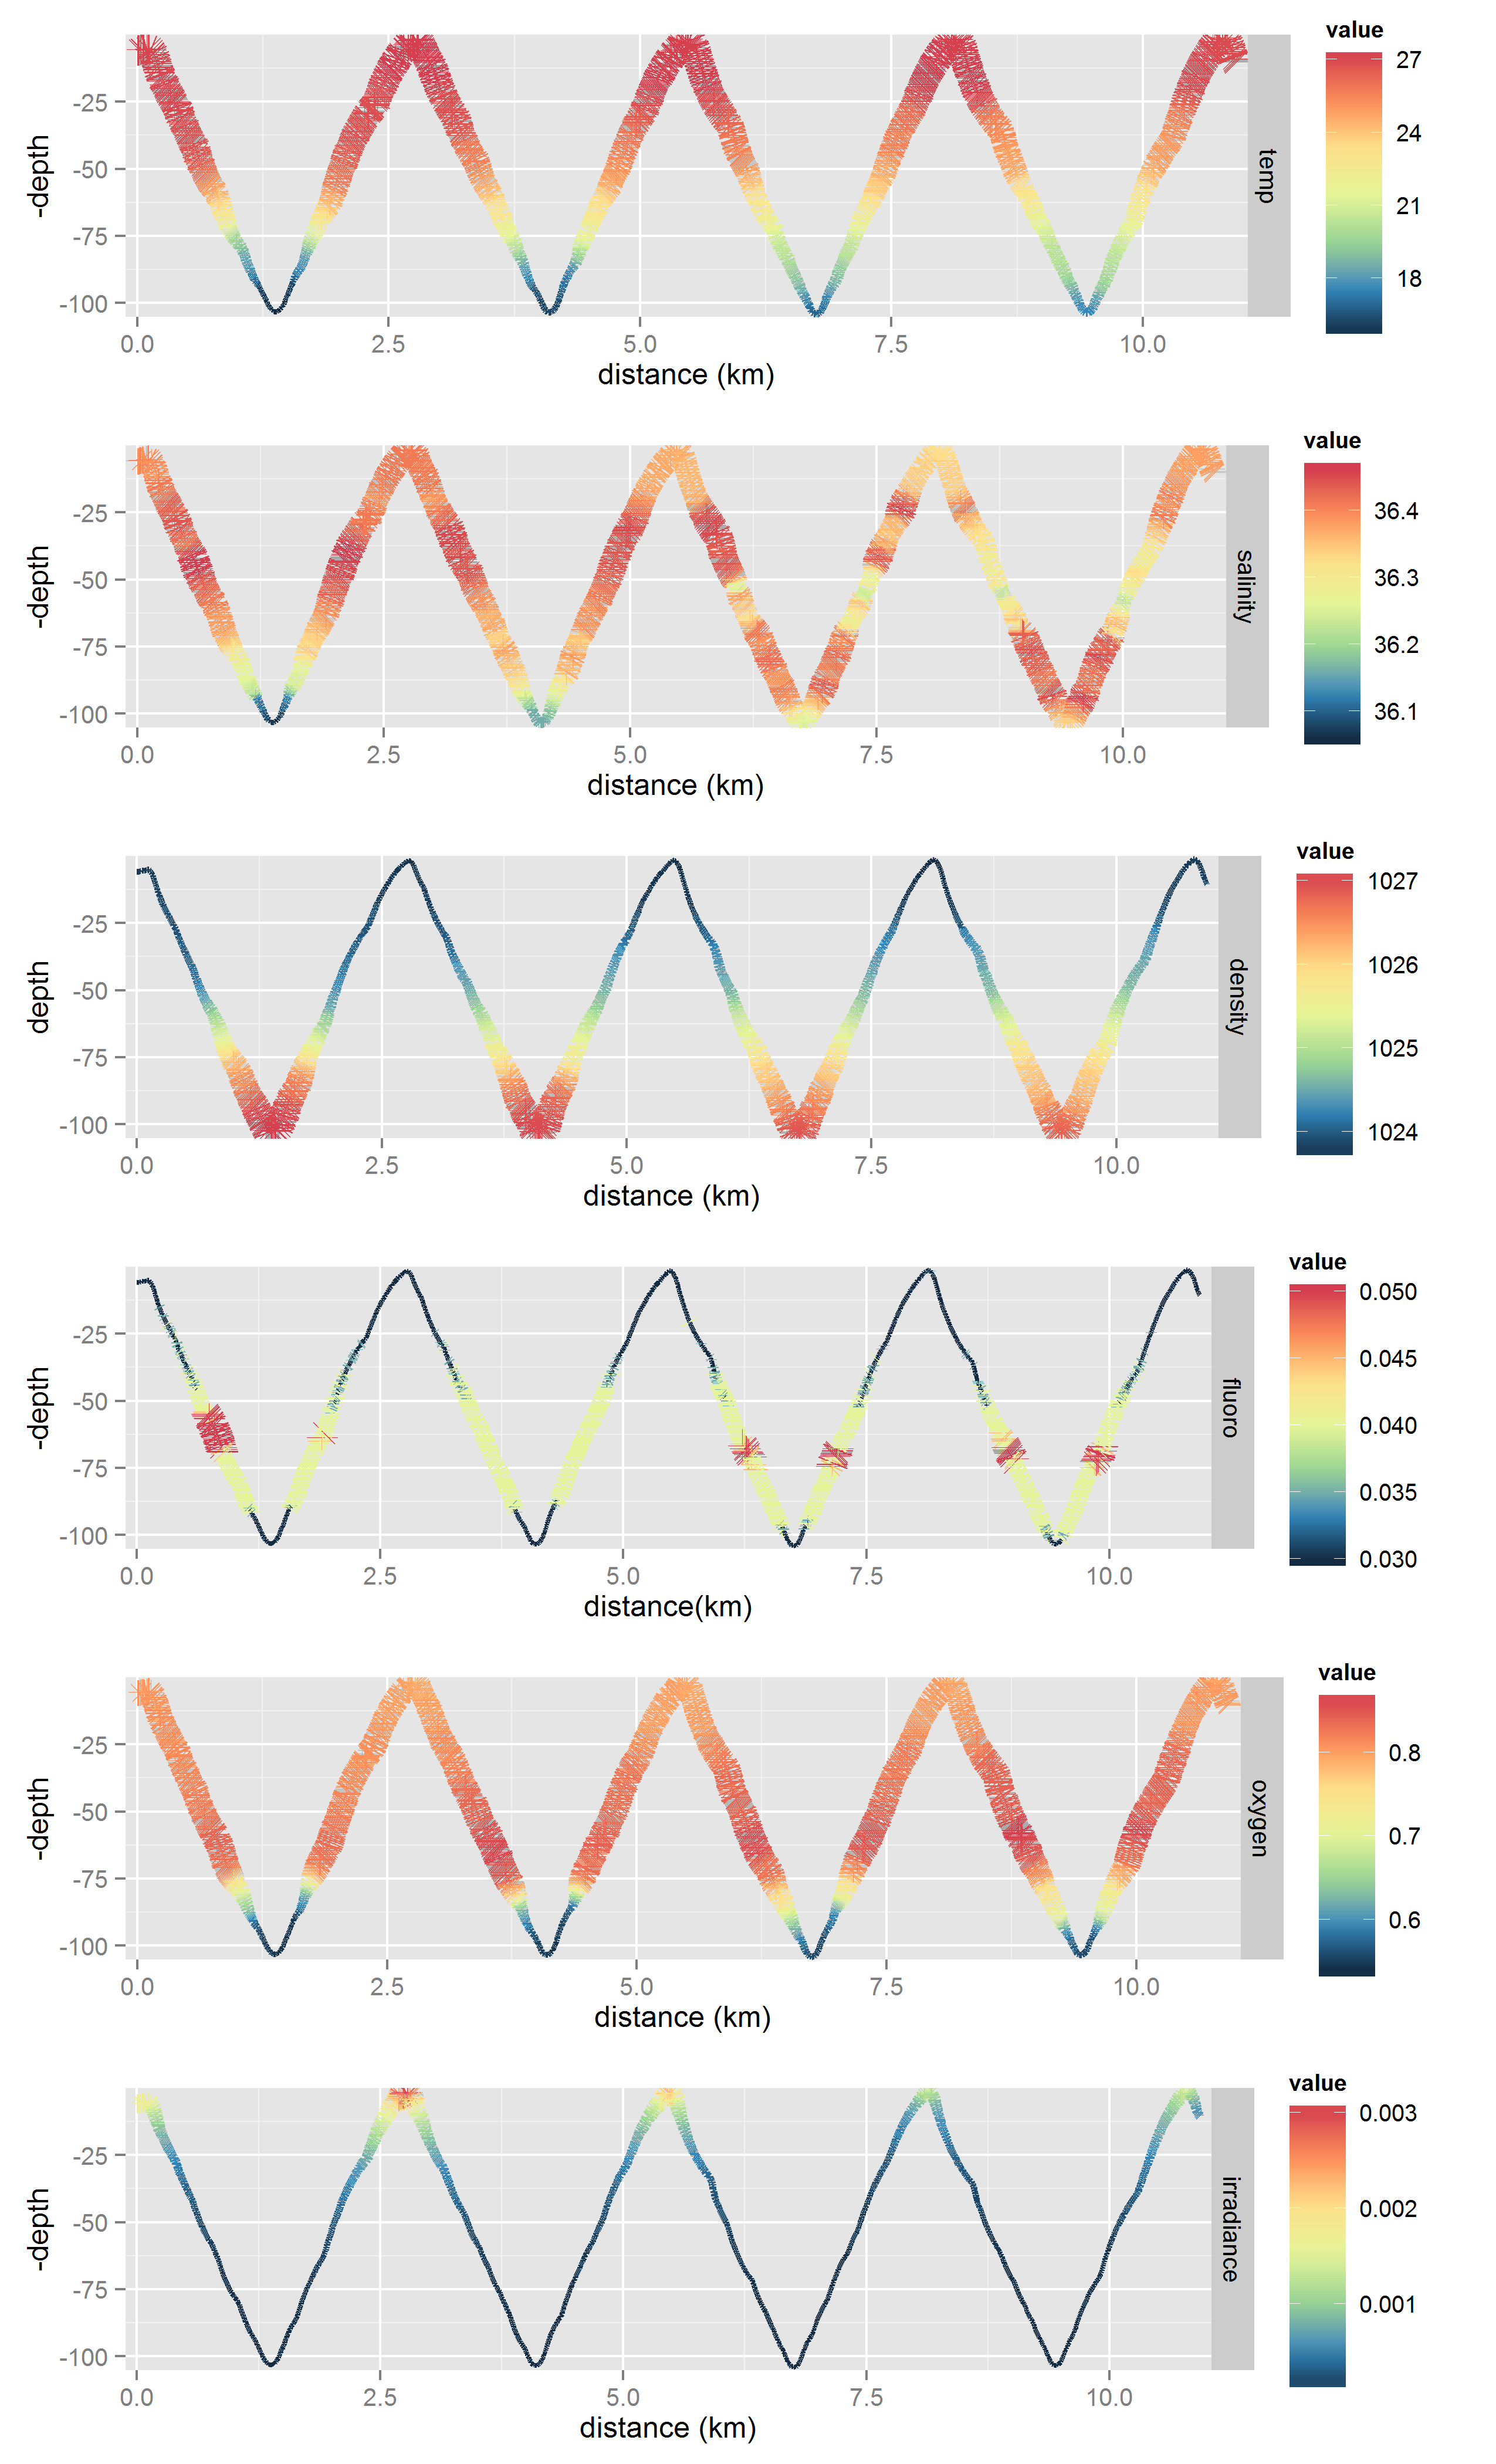 value
27
24
21
18
-depth
-25
-50
-75
-100
temp
0.0 2.5 5.0 7.5 10.0
distance (km)
value
36.4
36.3
36.2
36.1
-depth
-25
-50
-75
-100
salinity
0.0 2.5 5.0 7.5 10.0
distance (km)
value
1027
1026
1025
1024
depth
-25
-50
-75
-100
density
0.0 2.5 5.0 7.5 10.0
distance (km)
value
0.050
0.045
0.040
0.035
0.030
-depth
-25
-50
-75
-100
fluoro
0.0 2.5 5.0 7.5 10.0
distance(km)
value
0.8
0.7
0.6
-depth
-25
-50
-75
-100
oxygen
0.0 2.5 5.0 7.5 10.0
distance (km)
value
0.003
0.002
0.001
-depth
-25
-50
-75
-100
irradiance
0.0 2.5 5.0 7.5 10.0
distance (km)